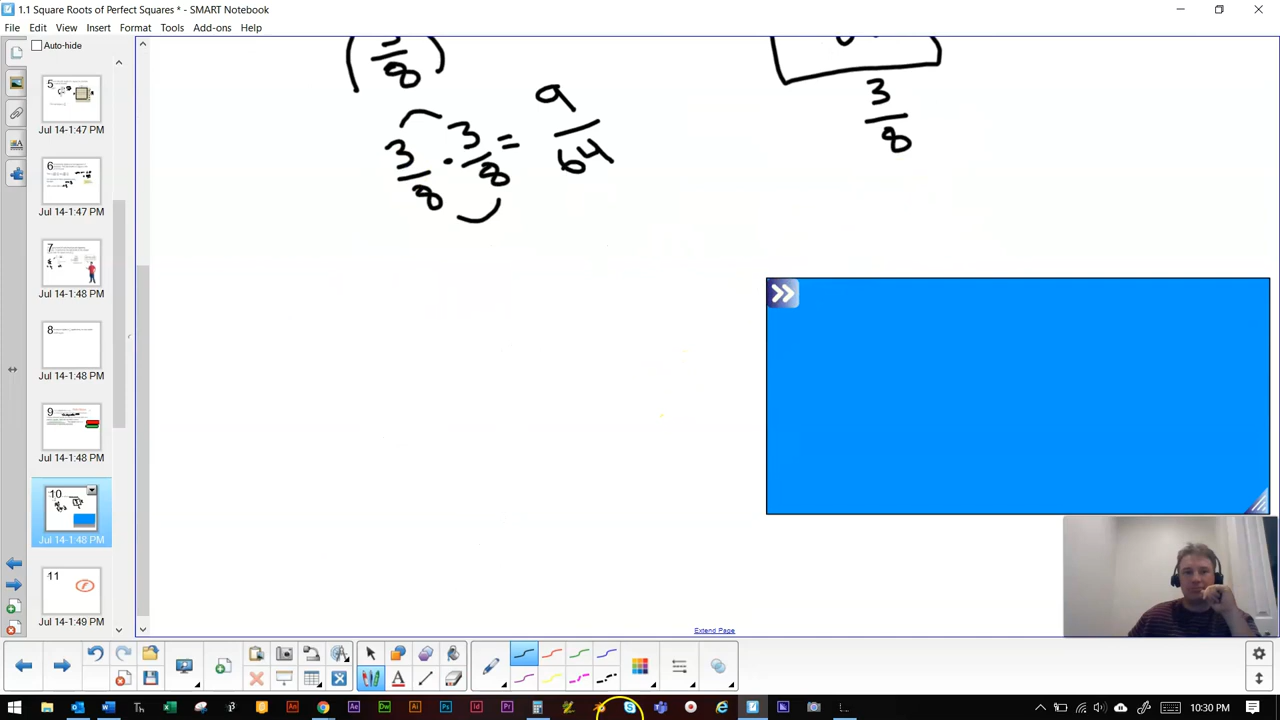 1.1 Square Roots of Perfect Squares * - SMART Notebook
File Edit View Insert Format Tools Add-ons Help
Auto-hide
5
Jul 14-1:47 PM
6
Jul 14-1:47 PM
7
Jul 14-1:48 PM
8
Jul 14-1:48 PM
9
Jul 14-1:48 PM
10
Jul 14-1:48 PM
11
Jul 14-1:49 PM
(3/8)
3/8 · 3/8 = 9/64
3/8
Extend Page
10:30 PM